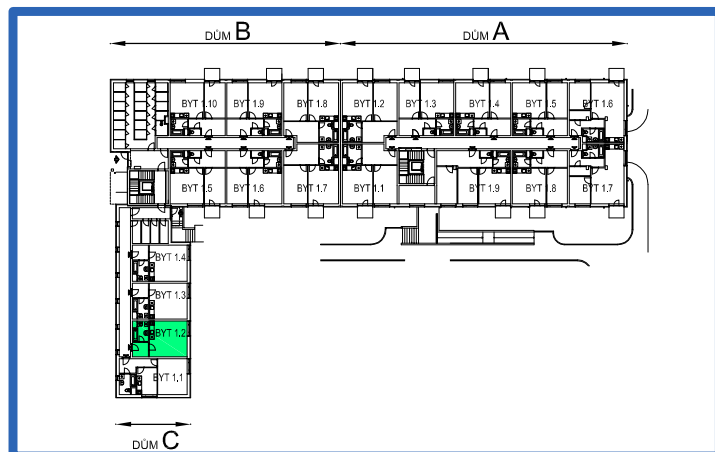 DŮM B
DŮM A
BYT 1.10
BYT 1.9
BYT 1.8
BYT 1.2
BYT 1.3
BYT 1.4
BYT 1.5
BYT 1.6
BYT 1.5
BYT 1.6
BYT 1.7
BYT 1.1
BYT 1.9
BYT 1.8
BYT 1.7
BYT 1.4
BYT 1.3
BYT 1.2
BYT 1.1
DŮM C